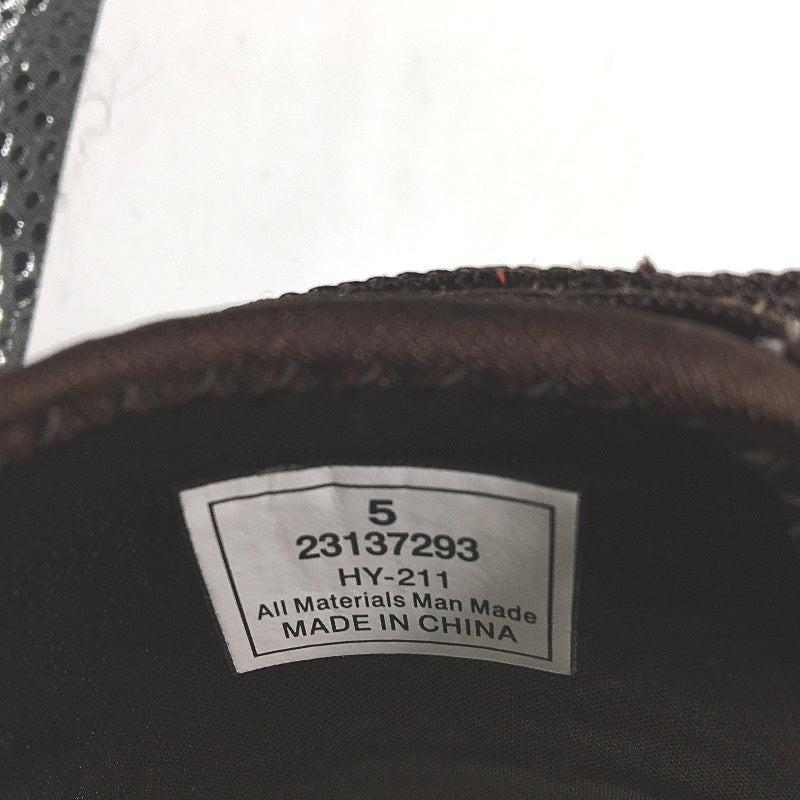 5
23137293
HY-211
All Materials Man Made
MADE IN CHINA